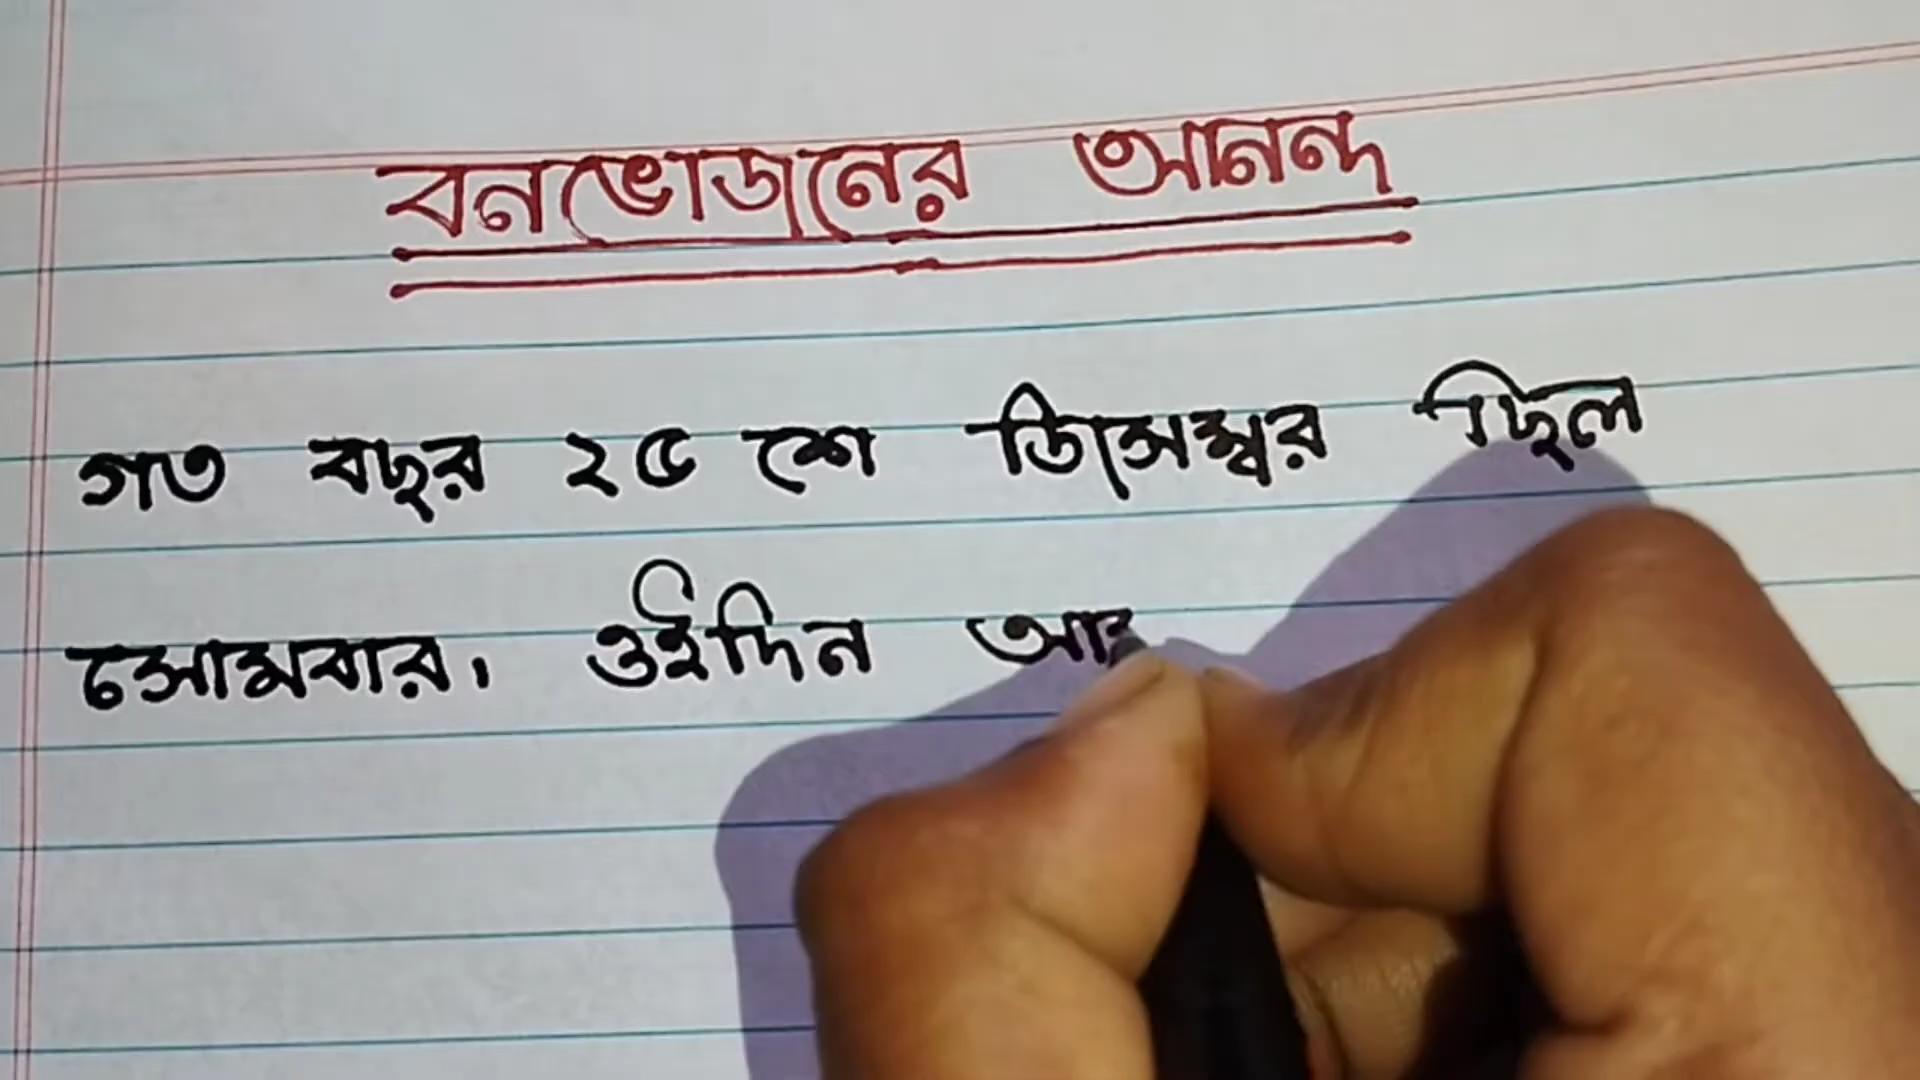 বনভোজনের আনন্দ
গত বছর ২৫ শে ডিসেম্বর ছিল
সোমবার। ওইদিন